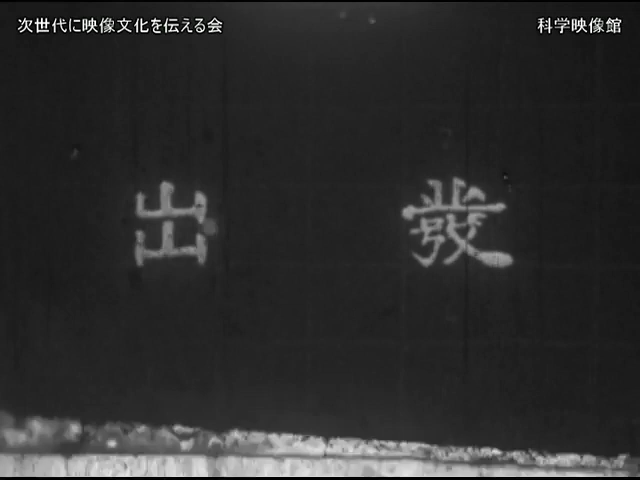 次世代に映像文化を伝える会
科学映像館
出發